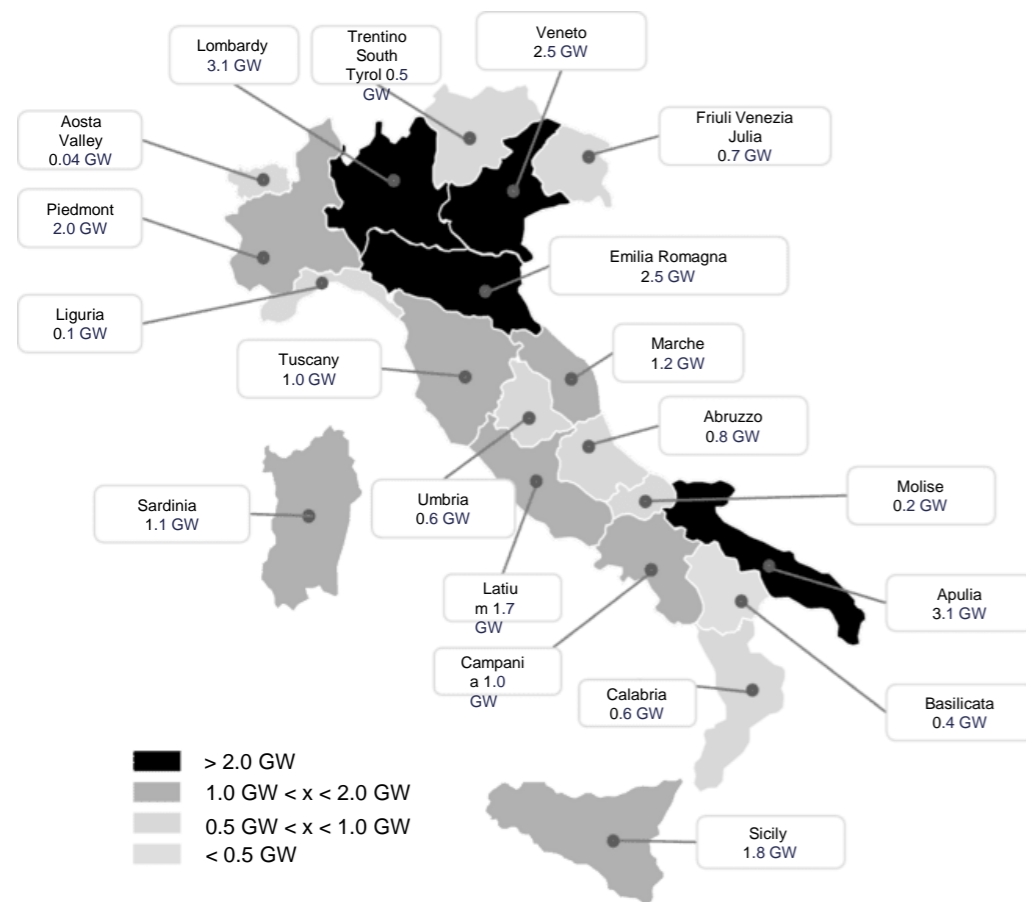 Lombardy
3.1 GW
Trentino
South
Tyrol 0.5
GW
Veneto
2.5 GW
Aosta
Valley
0.04 GW
Friuli Venezia
Julia
0.7 GW
Piedmont
2.0 GW
Emilia Romagna
2.5 GW
Liguria
0.1 GW
Tuscany
1.0 GW
Marche
1.2 GW
Abruzzo
0.8 GW
Sardinia
1.1 GW
Umbria
0.6 GW
Molise
0.2 GW
Latiu
m 1.7
GW
Apulia
3.1 GW
Campani
a 1.0
GW
Calabria
0.6 GW
Basilicata
0.4 GW
> 2.0 GW
1.0 GW < x < 2.0 GW
0.5 GW < x < 1.0 GW
< 0.5 GW
Sicily
1.8 GW